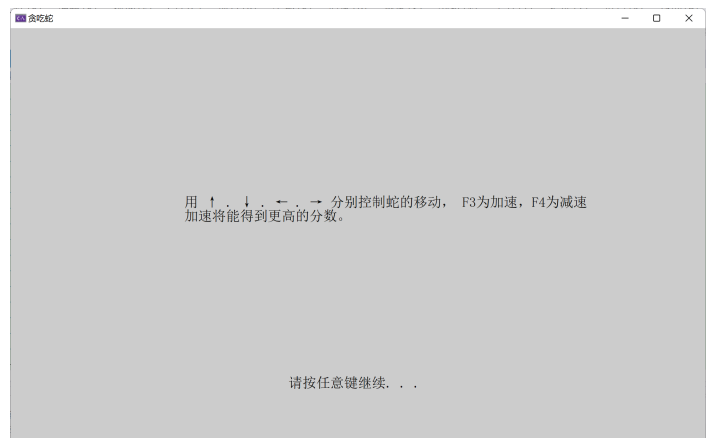 贪吃蛇
用 ↑ . ↓ . ← . → 分别控制蛇的移动， F3为加速，F4为减速
加速将能得到更高的分数。
请按任意键继续. . .